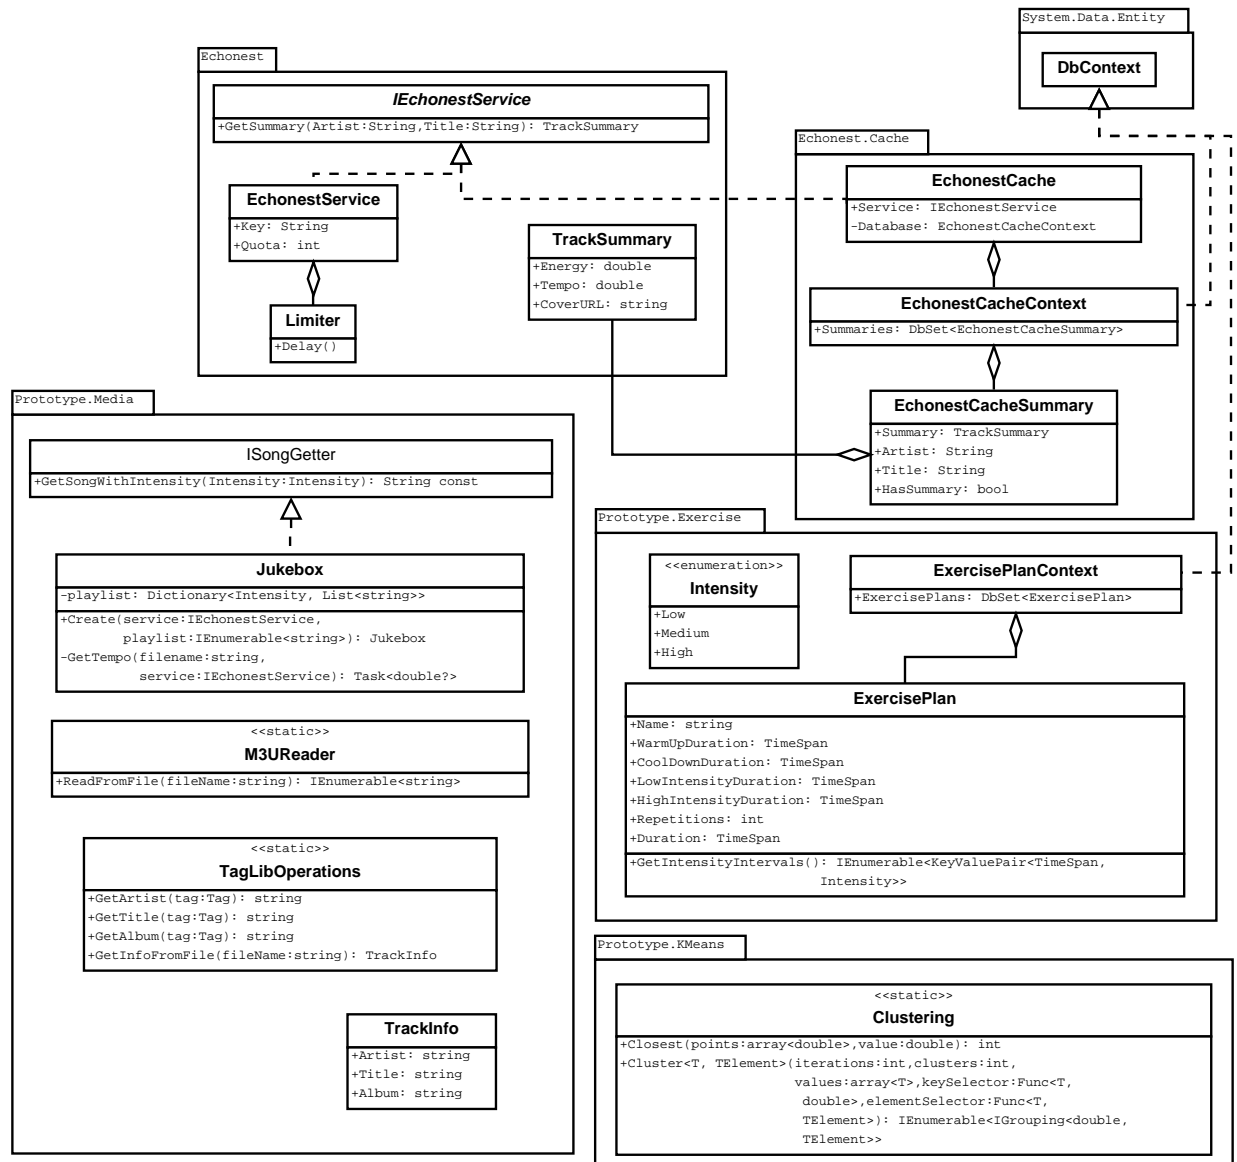 System.Data.Entity
DbContext
Echonest
IEchonestService
+GetSummary(Artist:String,Title:String): TrackSummary
EchonestService
+Key: String
+Quota: int
Limiter
+Delay()
TrackSummary
+Energy: double
+Tempo: double
+CoverURL: string
Echonest.Cache
EchonestCache
+Service: IEchonestService
-Database: EchonestCacheContext
EchonestCacheContext
+Summaries: DbSet<EchonestCacheSummary>
EchonestCacheSummary
+Summary: TrackSummary
+Artist: String
+Title: String
+HasSummary: bool
Prototype.Media
ISongGetter
+GetSongWithIntensity(Intensity:Intensity): String const
Jukebox
-playlist: Dictionary<Intensity, List<string>>
+Create(service:IEchonestService,
playlist:IEnumerable<string>): Jukebox
-GetTempo(filename:string,
service:IEchonestService): Task<double?>
<<static>>
M3UReader
+ReadFromFile(fileName:string): IEnumerable<string>
<<static>>
TagLibOperations
+GetArtist(tag:Tag): string
+GetTitle(tag:Tag): string
+GetAlbum(tag:Tag): string
+GetInfoFromFile(fileName:string): TrackInfo
TrackInfo
+Artist: string
+Title: string
+Album: string
Prototype.Exercise
<<enumeration>>
Intensity
+Low
+Medium
+High
ExercisePlanContext
+ExercisePlans: DbSet<ExercisePlan>
ExercisePlan
+Name: string
+WarmUpDuration: TimeSpan
+CoolDownDuration: TimeSpan
+LowIntensityDuration: TimeSpan
+HighIntensityDuration: TimeSpan
+Repetitions: int
+Duration: TimeSpan
+GetIntensityIntervals(): IEnumerable<KeyValuePair<TimeSpan,
Intensity>>
Prototype.KMeans
<<static>>
Clustering
+Closest(points:array<double>,value:double): int
+Cluster<T, TElement>(iterations:int,clusters:int,
values:array<T>,keySelector:Func<T,
double>,elementSelector:Func<T,
TElement>): IEnumerable<IGrouping<double,
TElement>>